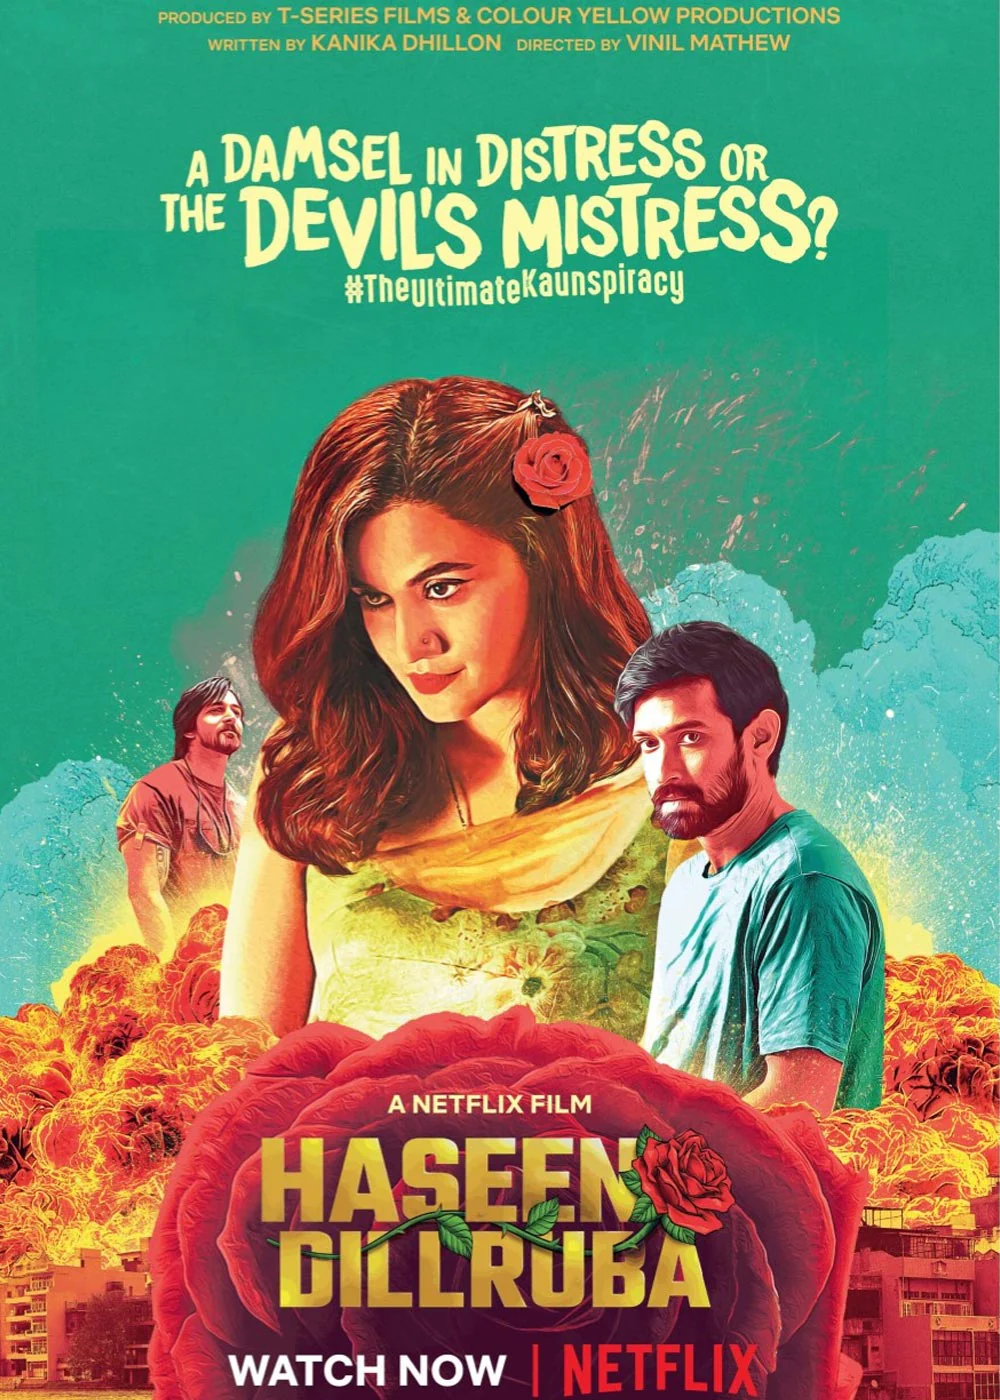 PRODUCED BY T-SERIES FILMS & COLOUR YELLOW PRODUCTIONS
WRITTEN BY KANIKA DHILLON DIRECTED BY VINIL MATHEW
A DAMSEL IN DISTRESS OR
THE DEVIL'S MISTRESS?
#TheUltimateKaunspiracy
A NETFLIX FILM
HASEEN
DILLRUBA
WATCH NOW | NETFLIX